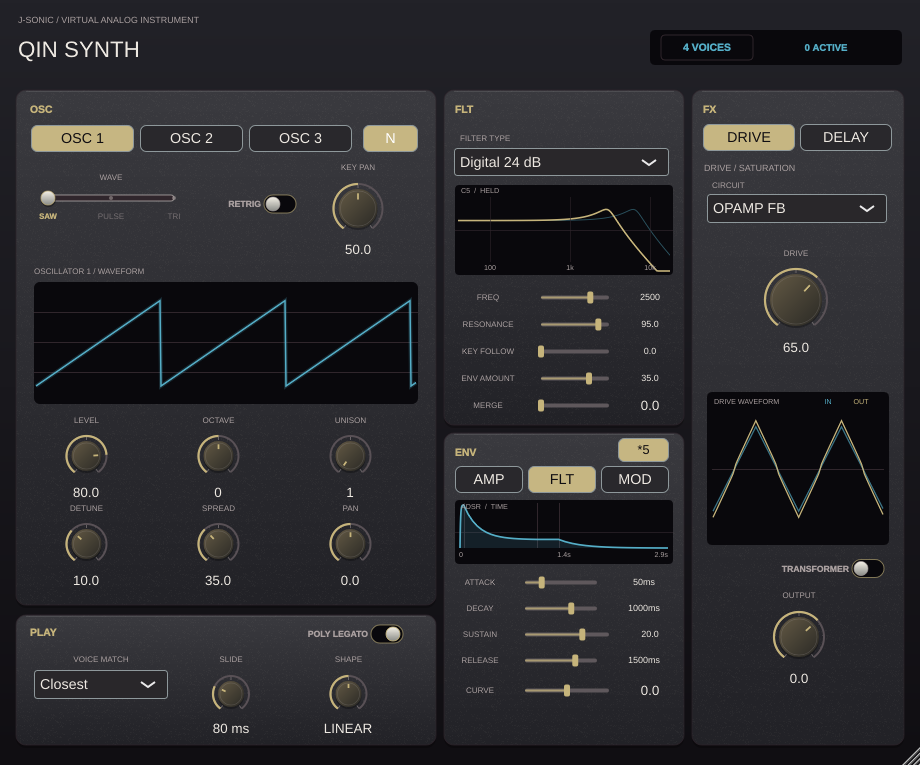 J-SONIC / VIRTUAL ANALOG INSTRUMENT
QIN SYNTH
4 VOICES
0 ACTIVE
OSC
OSC 1
OSC 2
OSC 3
N
WAVE
SAW
PULSE
TRI
RETRIG
KEY PAN
50.0
OSCILLATOR 1 / WAVEFORM
LEVEL
OCTAVE
UNISON
80.0
0
1
DETUNE
SPREAD
PAN
10.0
35.0
0.0
PLAY
POLY LEGATO
VOICE MATCH
SLIDE
SHAPE
Closest
80 ms
LINEAR
FLT
FILTER TYPE
Digital 24 dB
C5 / HELD
100
1k
10k
FREQ
2500
RESONANCE
95.0
KEY FOLLOW
0.0
ENV AMOUNT
35.0
MERGE
0.0
ENV
*5
AMP
FLT
MOD
ADSR / TIME
0
1.4s
2.9s
ATTACK
50ms
DECAY
1000ms
SUSTAIN
20.0
RELEASE
1500ms
CURVE
0.0
FX
DRIVE
DELAY
DRIVE / SATURATION
CIRCUIT
OPAMP FB
DRIVE
65.0
DRIVE WAVEFORM
IN
OUT
TRANSFORMER
OUTPUT
0.0